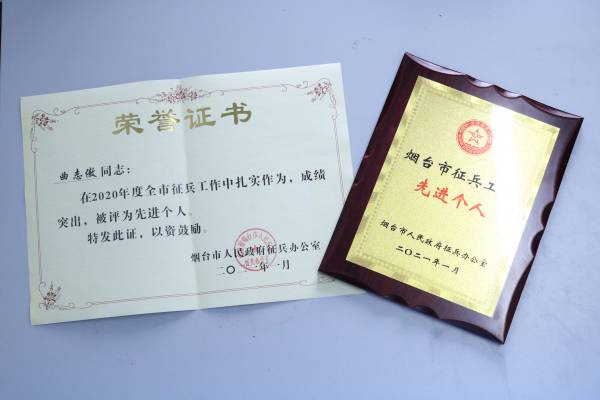 荣誉证书
曲志傲同志：
在2020年度全市征兵工作中扎实作为，成绩
突出，被评为先进个人。
特发此证，以资鼓励。
烟台市人民政府征兵办公室
二〇二一年一月
烟台市征兵工
先进个人
烟台市人民政府征兵办公室
二〇二一年一月